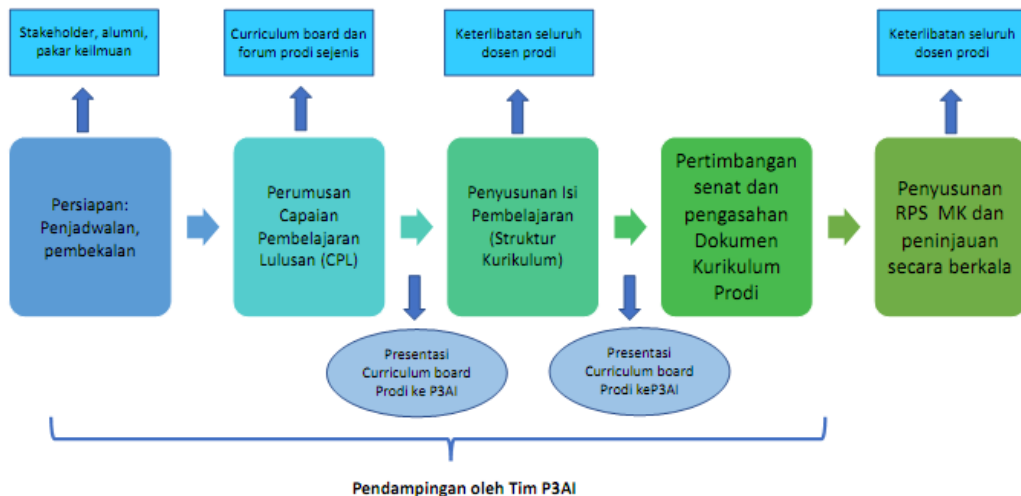 Stakeholder, alumni,
pakar keilmuan
Curriculum board dan
forum prodi sejenis
Keterlibatan seluruh
dosen prodi
Keterlibatan seluruh
dosen prodi
Persiapan:
Penjadwalan,
pembekalan
Perumusan
Capaian
Pembelajaran
Lulusan (CPL)
Penyusunan Isi
Pembelajaran
(Struktur
Kurikulum)
Pertimbangan
senat dan
pengasahan
Dokumen
Kurikulum
Prodi
Penyusunan
RPS MK dan
peninjauan
secara berkala
Presentasi
Curriculum board
Prodi ke P3AI
Presentasi
Curriculum board
Prodi keP3AI
Pendampingan oleh Tim P3AI